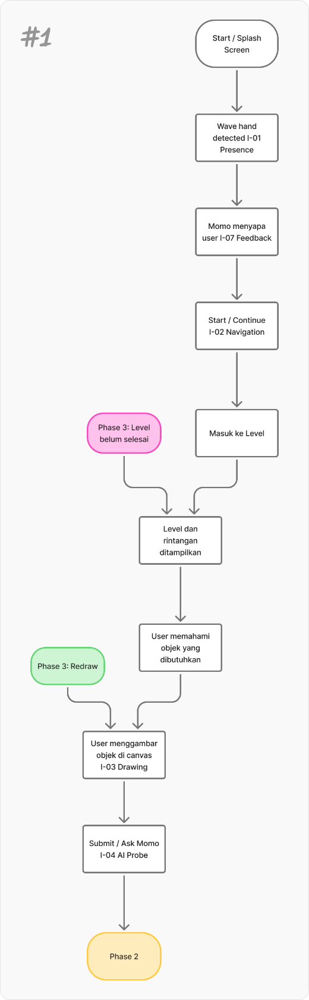 #1
Start / Splash
Screen
Wave hand
detected I-01
Presence
Momo menyapa
user I-07 Feedback
Start / Continue
I-02 Navigation
Phase 3: Level
belum selesai
Masuk ke Level
Level dan
rintangan
ditampilkan
User memahami
objek yang
dibutuhkan
Phase 3: Redraw
User menggambar
objek di canvas
I-03 Drawing
Submit / Ask Momo
I-04 AI Probe
Phase 2